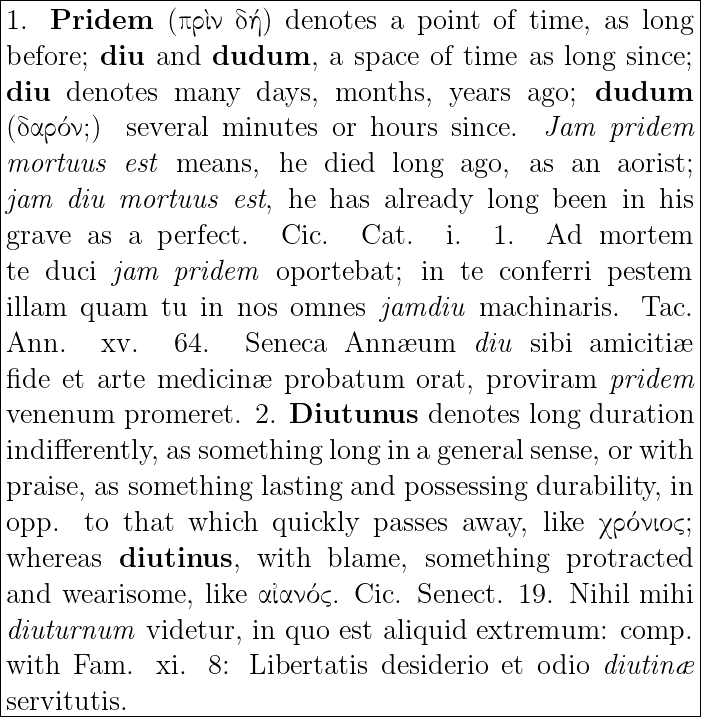 1. Pridem (πρὶν δή) denotes a point of time, as long
before; diu and dudum, a space of time as long since;
diu denotes many days, months, years ago; dudum
(δαρόν;) several minutes or hours since. Jam pridem
mortuus est means, he died long ago, as an aorist;
jam diu mortuus est, he has already long been in his
grave as a perfect. Cic. Cat. i. 1. Ad mortem
te duci jam pridem oportebat; in te conferri pestem
illam quam tu in nos omnes jamdiu machinaris. Tac.
Ann. xv. 64. Seneca Annæum diu sibi amicitiæ
fide et arte medicinæ probatum orat, proviram pridem
venenum promeret. 2. Diutunus denotes long duration
indifferently, as something long in a general sense, or with
praise, as something lasting and possessing durability, in
opp. to that which quickly passes away, like χρόνιος;
whereas diutinus, with blame, something protracted
and wearisome, like αἰανός. Cic. Senect. 19. Nihil mihi
diuturnum videtur, in quo est aliquid extremum: comp.
with Fam. xi. 8: Libertatis desiderio et odio diutinæ
servitutis.